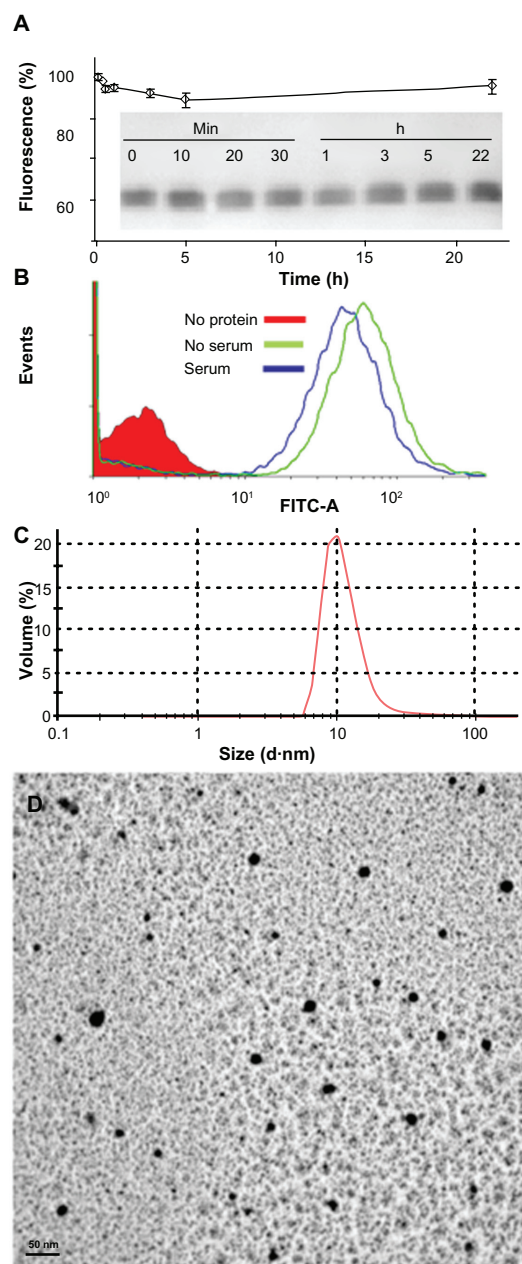 A
Fluorescence (%)
100
80
60
Min
h
0 10 20 30 1 3 5 22
0 5 10 15 20
Time (h)
B
Events
No protein
No serum
Serum
10⁰ 10¹ 10²
FITC-A
C
Volume (%)
20
15
10
5
0
0.1 1 10 100
Size (d·nm)
D
50 nm